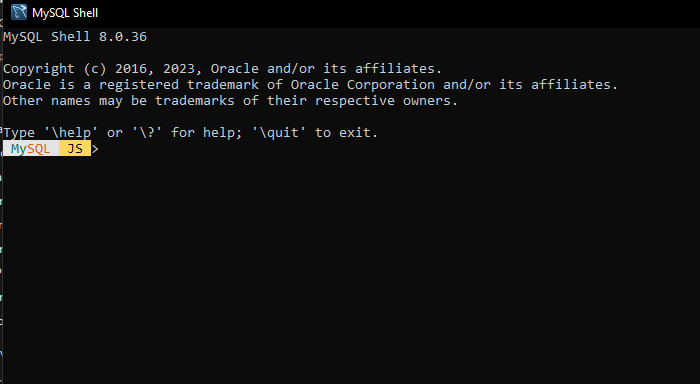 MySQL Shell
MySQL Shell 8.0.36
Copyright (c) 2016, 2023, Oracle and/or its affiliates.
Oracle is a registered trademark of Oracle Corporation and/or its affiliates.
Other names may be trademarks of their respective owners.
Type '\help' or '\?' for help; '\quit' to exit.
MySQL JS >